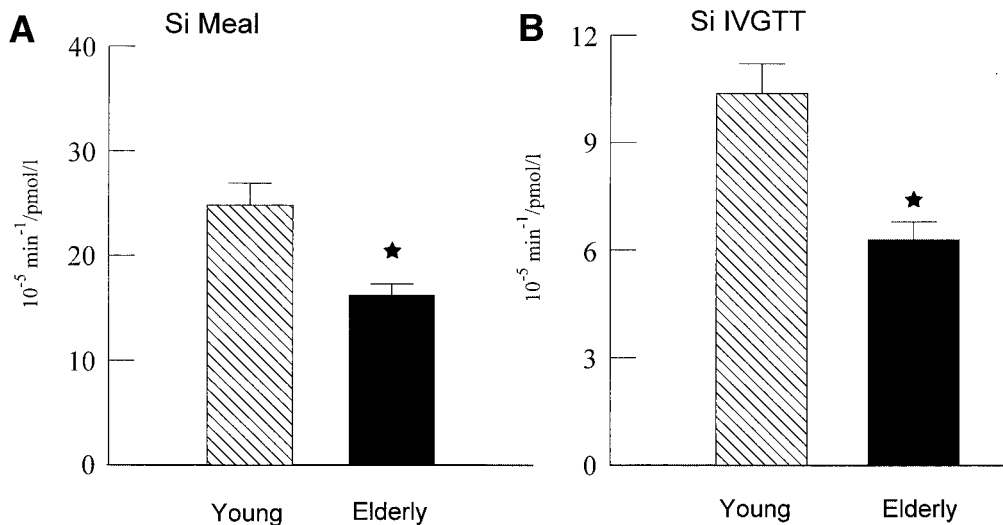 A
Si Meal
40
30
20
10
0
10⁻⁵ min⁻¹/pmol/l
Young
Elderly
B
Si IVGTT
12
9
6
3
0
10⁻⁵ min⁻¹/pmol/l
Young
Elderly